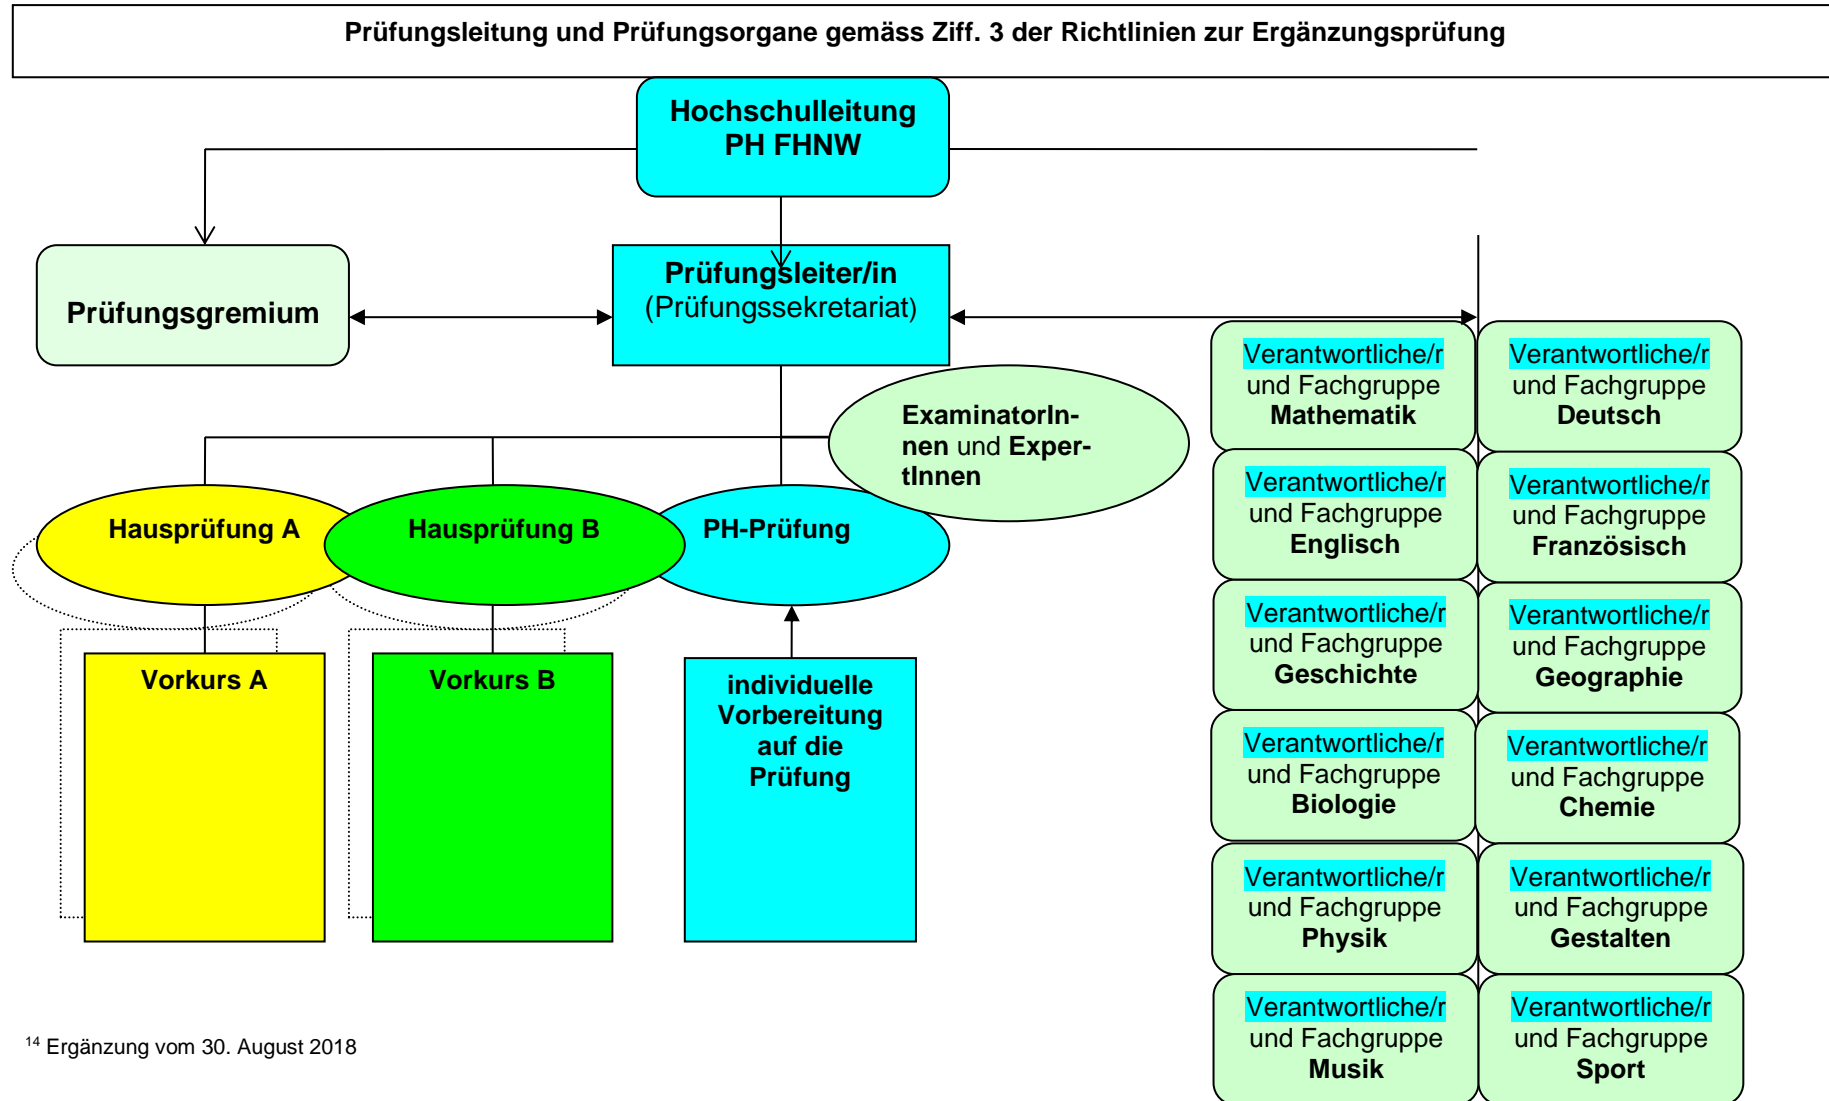 Prüfungsleitung und Prüfungsorgane gemäss Ziff. 3 der Richtlinien zur Ergänzungsprüfung
Hochschulleitung
PH FHNW
Prüfungsgremium
Prüfungsleiter/in
(Prüfungssekretariat)
ExaminatorIn-
nen und Exper-
tInnen
Hausprüfung A
Hausprüfung B
PH-Prüfung
Vorkurs A
Vorkurs B
individuelle
Vorbereitung
auf die
Prüfung
Verantwortliche/r
und Fachgruppe
Mathematik
Verantwortliche/r
und Fachgruppe
Deutsch
Verantwortliche/r
und Fachgruppe
Englisch
Verantwortliche/r
und Fachgruppe
Französisch
Verantwortliche/r
und Fachgruppe
Geschichte
Verantwortliche/r
und Fachgruppe
Geographie
Verantwortliche/r
und Fachgruppe
Biologie
Verantwortliche/r
und Fachgruppe
Chemie
Verantwortliche/r
und Fachgruppe
Physik
Verantwortliche/r
und Fachgruppe
Gestalten
Verantwortliche/r
und Fachgruppe
Musik
Verantwortliche/r
und Fachgruppe
Sport
14 Ergänzung vom 30. August 2018